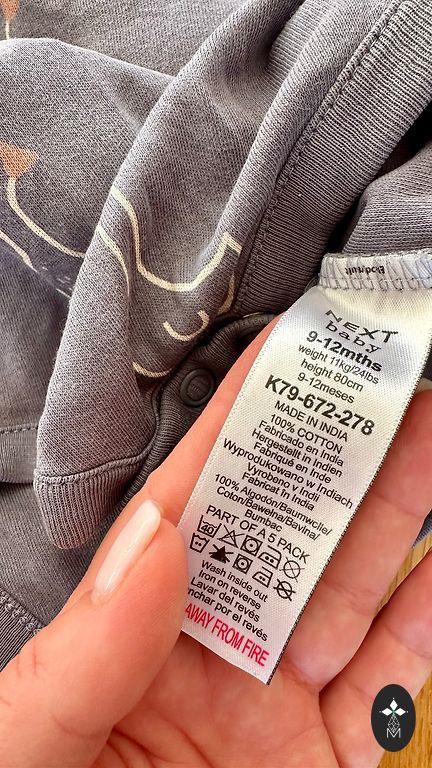 NEXT
baby
9-12mths
weight 11kg/24lbs
height 80cm
9-12meses
K79-672-278
MADE IN INDIA
100% COTTON
Fabricado en India
Hergestellt in Indien
Fabriqué en Inde
Wyprodukowano w Indiach
Vyrobeno v Indii
Fabricat în India
100% Algodón/Baumwolle/
Coton/Bawełna/Bavlna/
Bumbac
PART OF A 5 PACK
40
Wash inside out
Iron on reverse
Lavar del revés
nchar por el revés
AWAY FROM FIRE
M